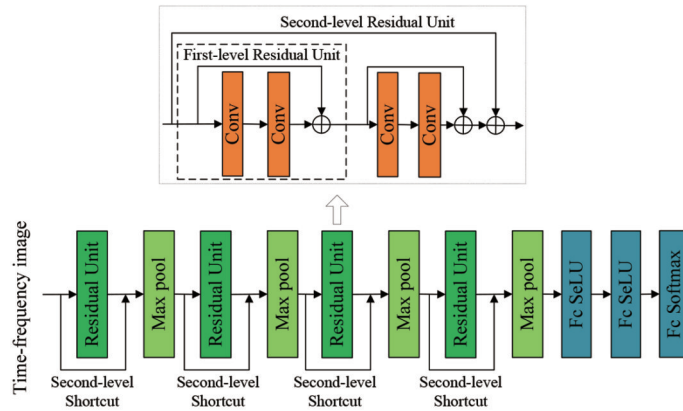 Second-level Residual Unit
First-level Residual Unit
Conv
Conv
Conv
Conv
Time-frequency image
Residual Unit
Max pool
Residual Unit
Max pool
Residual Unit
Max pool
Residual Unit
Max pool
Fc SeLU
Fc SeLU
Fc Softmax
Second-level
Shortcut
Second-level
Shortcut
Second-level
Shortcut
Second-level
Shortcut